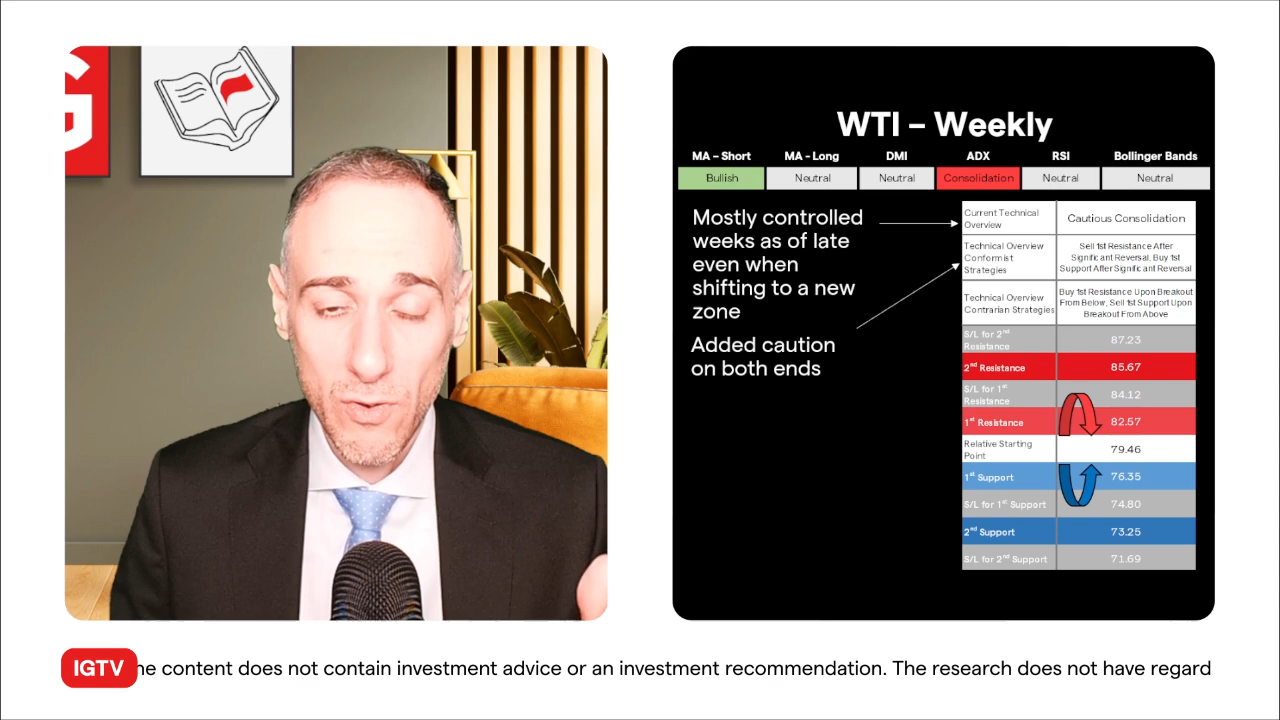 G
WTI – Weekly
MA – Short MA - Long DMI ADX RSI Bollinger Bands
Bullish Neutral Neutral Consolidation Neutral Neutral
Mostly controlled
weeks as of late
even when
shifting to a new
zone
Added caution
on both ends
Current Technical
Overview
Cautious Consolidation
Technical Overview
Conformist
Strategies
Sell 1st Resistance After
Significant Reversal, Buy 1st
Support After Significant Reversal
Technical Overview
Contrarian Strategies
Buy 1st Resistance Upon Breakout
From Below, Sell 1st Support Upon
Breakout From Above
S/L for 2nd
Resistance
87.23
2nd Resistance 85.67
S/L for 1st
Resistance
84.12
1st Resistance 82.57
Relative Starting
Point
79.46
1st Support 76.35
S/L for 1st Support 74.80
2nd Support 73.25
S/L for 2nd Support 71.69
IGTV he content does not contain investment advice or an investment recommendation. The research does not have regard